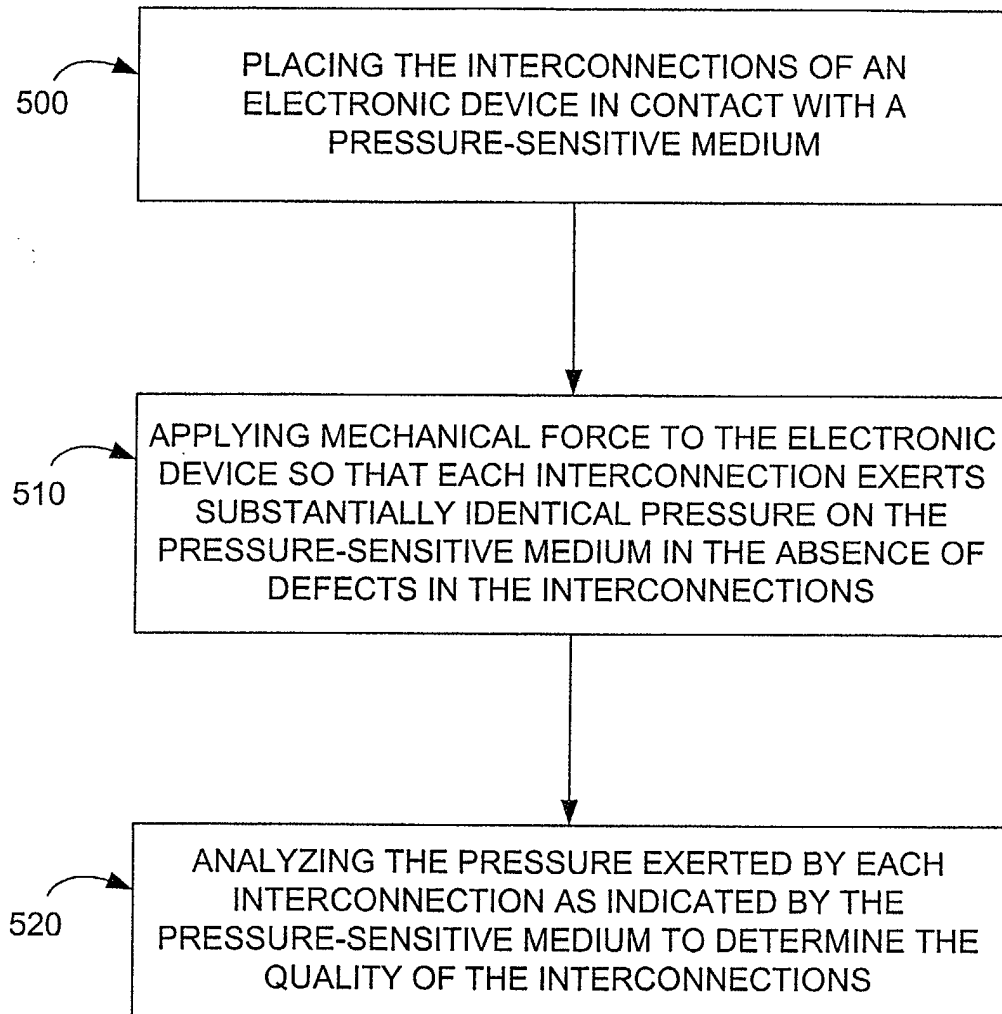 500
PLACING THE INTERCONNECTIONS OF AN
ELECTRONIC DEVICE IN CONTACT WITH A
PRESSURE-SENSITIVE MEDIUM
510
APPLYING MECHANICAL FORCE TO THE ELECTRONIC
DEVICE SO THAT EACH INTERCONNECTION EXERTS
SUBSTANTIALLY IDENTICAL PRESSURE ON THE
PRESSURE-SENSITIVE MEDIUM IN THE ABSENCE OF
DEFECTS IN THE INTERCONNECTIONS
520
ANALYZING THE PRESSURE EXERTED BY EACH
INTERCONNECTION AS INDICATED BY THE
PRESSURE-SENSITIVE MEDIUM TO DETERMINE THE
QUALITY OF THE INTERCONNECTIONS